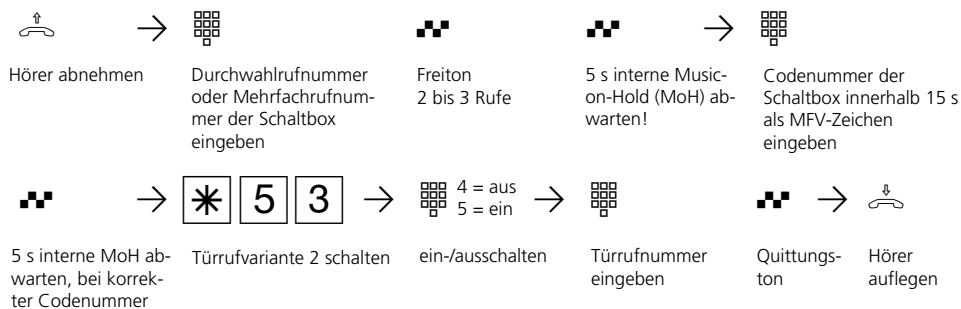 Hörer abnehmen
Durchwahlrufnummer
oder Mehrfachrufnum-
mer der Schaltbox
eingeben
Freiton
2 bis 3 Rufe
5 s interne Music-
on-Hold (MoH) ab-
warten!
Codenummer der
Schaltbox innerhalb 15 s
als MFV-Zeichen
eingeben
* 5 3
4 = aus
5 = ein
5 s interne MoH ab-
warten, bei korrek-
ter Codenummer
Türrufvariante 2 schalten
ein-/ausschalten
Türrufnummer
eingeben
Quittungs-
ton
Hörer
auflegen